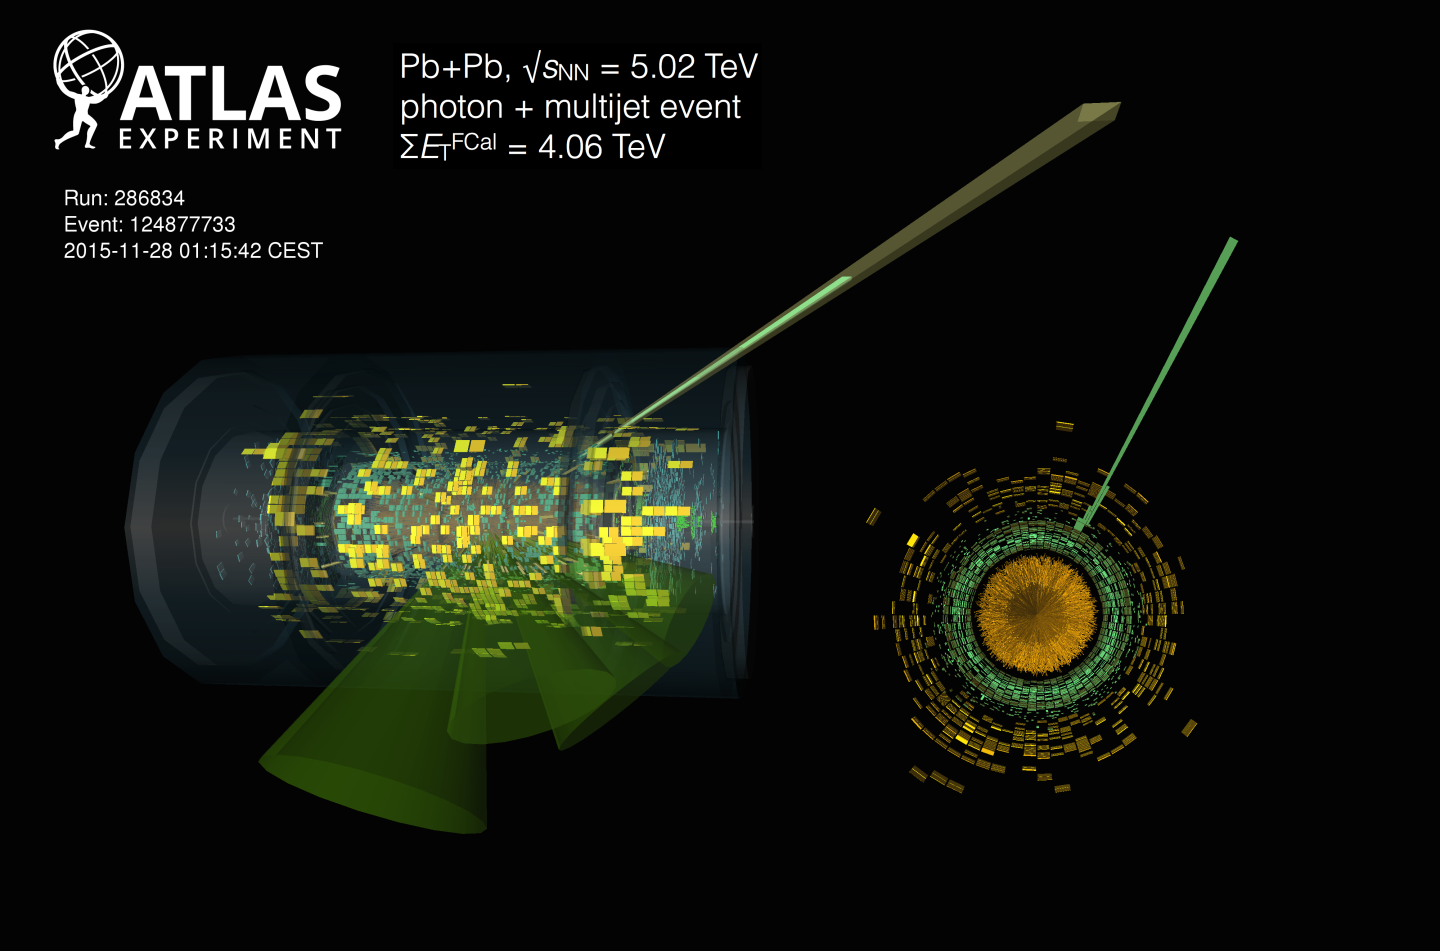 ATLAS
EXPERIMENT
Pb+Pb, √sNN = 5.02 TeV
photon + multijet event
ΣETFCal = 4.06 TeV
Run: 286834
Event: 124877733
2015-11-28 01:15:42 CEST